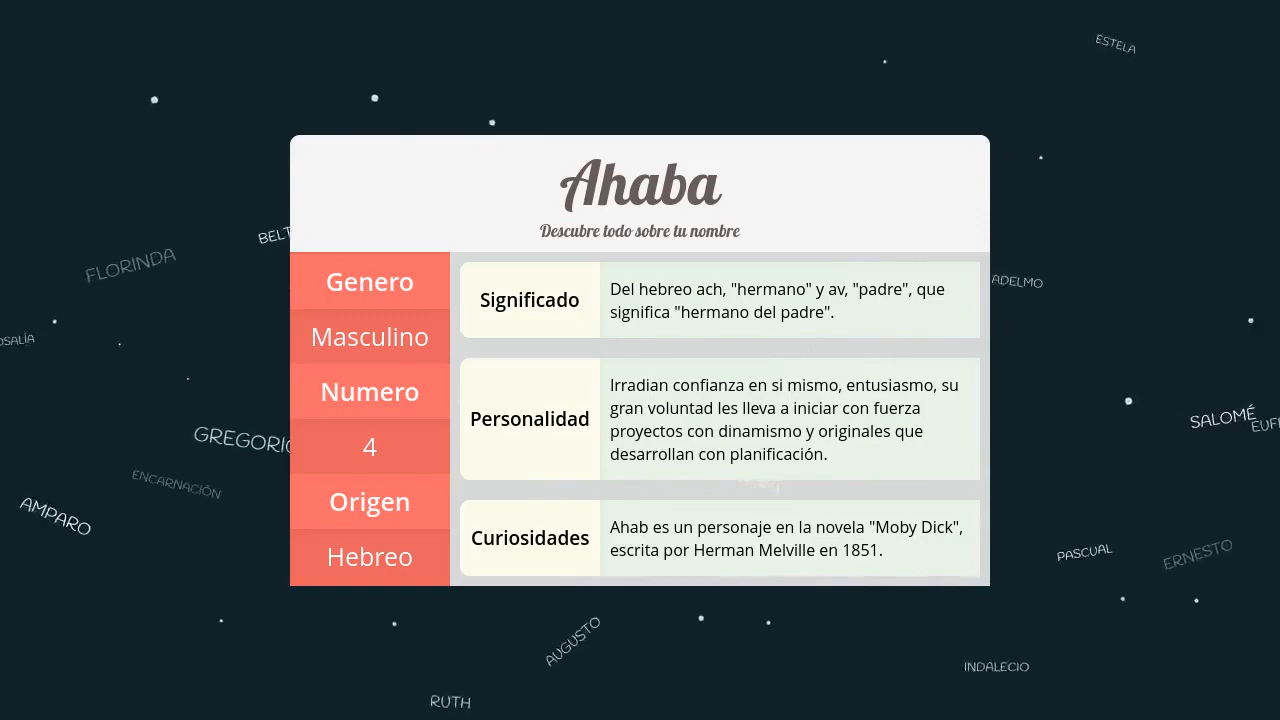 ESTELA
Ahaba
Descubre todo sobre tu nombre
BELT
FLORINDA
ADELMO
OSALÍA
Genero
Masculino
Numero
4
Origen
Hebreo
Significado
Del hebreo ach, "hermano" y av, "padre", que
significa "hermano del padre".
Personalidad
Irradian confianza en si mismo, entusiasmo, su
gran voluntad les lleva a iniciar con fuerza
proyectos con dinamismo y originales que
desarrollan con planificación.
Curiosidades
Ahab es un personaje en la novela "Moby Dick",
escrita por Herman Melville en 1851.
SALOMÉ
EUFE
GREGORIO
ENCARNACIÓN
AMPARO
PASCUAL
ERNESTO
AUGUSTO
INDALECIO
RUTH